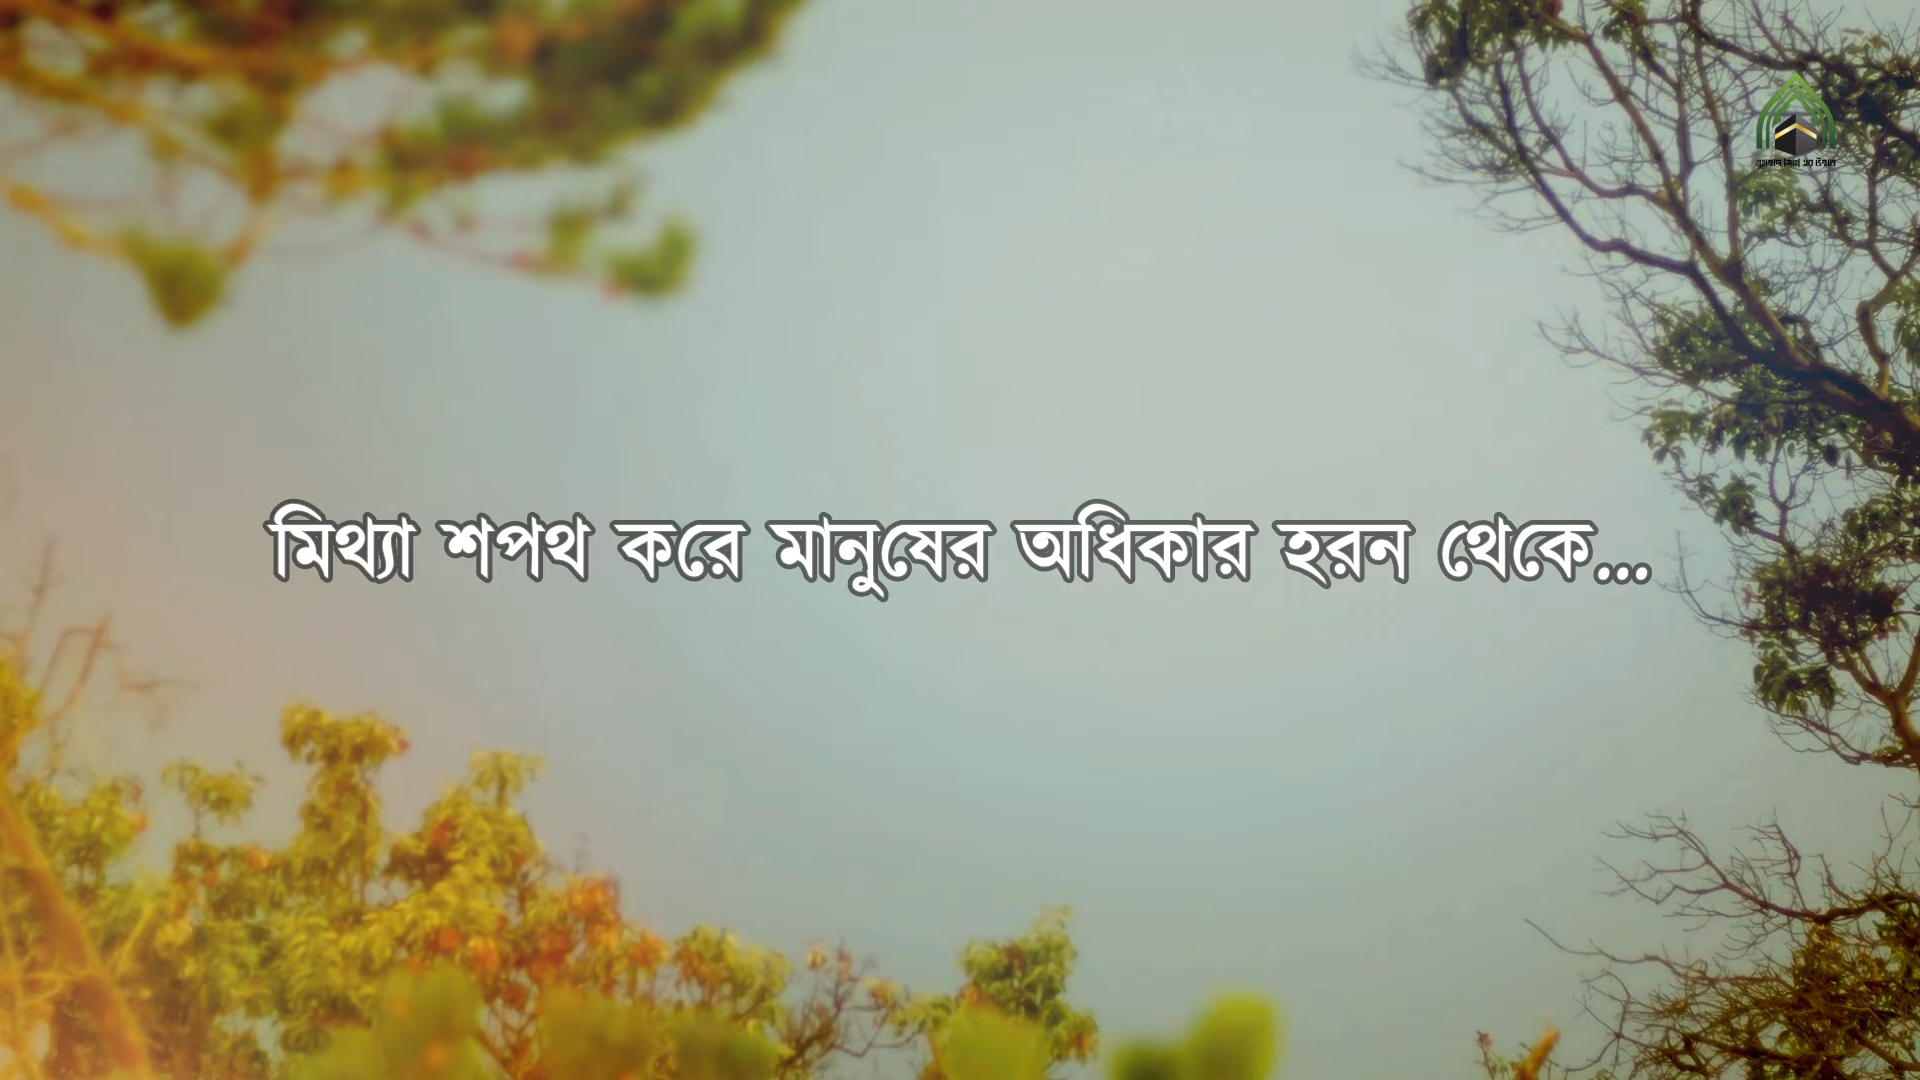 মিথ্যা শপথ করে মানুষের অধিকার হরন থেকে...